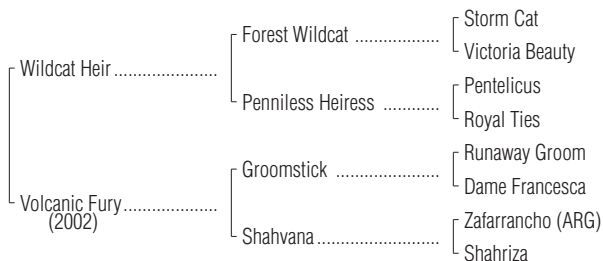 Storm Cat
Forest Wildcat ....................
Victoria Beauty
Wildcat Heir .........................
Pentelicus
Penniless Heiress .............
Royal Ties
Runaway Groom
Groomstick .........................
Dame Francesca
Volcanic Fury.......................
(2002)
Zafarrancho (ARG)
Shahvana.............................
Shahriza